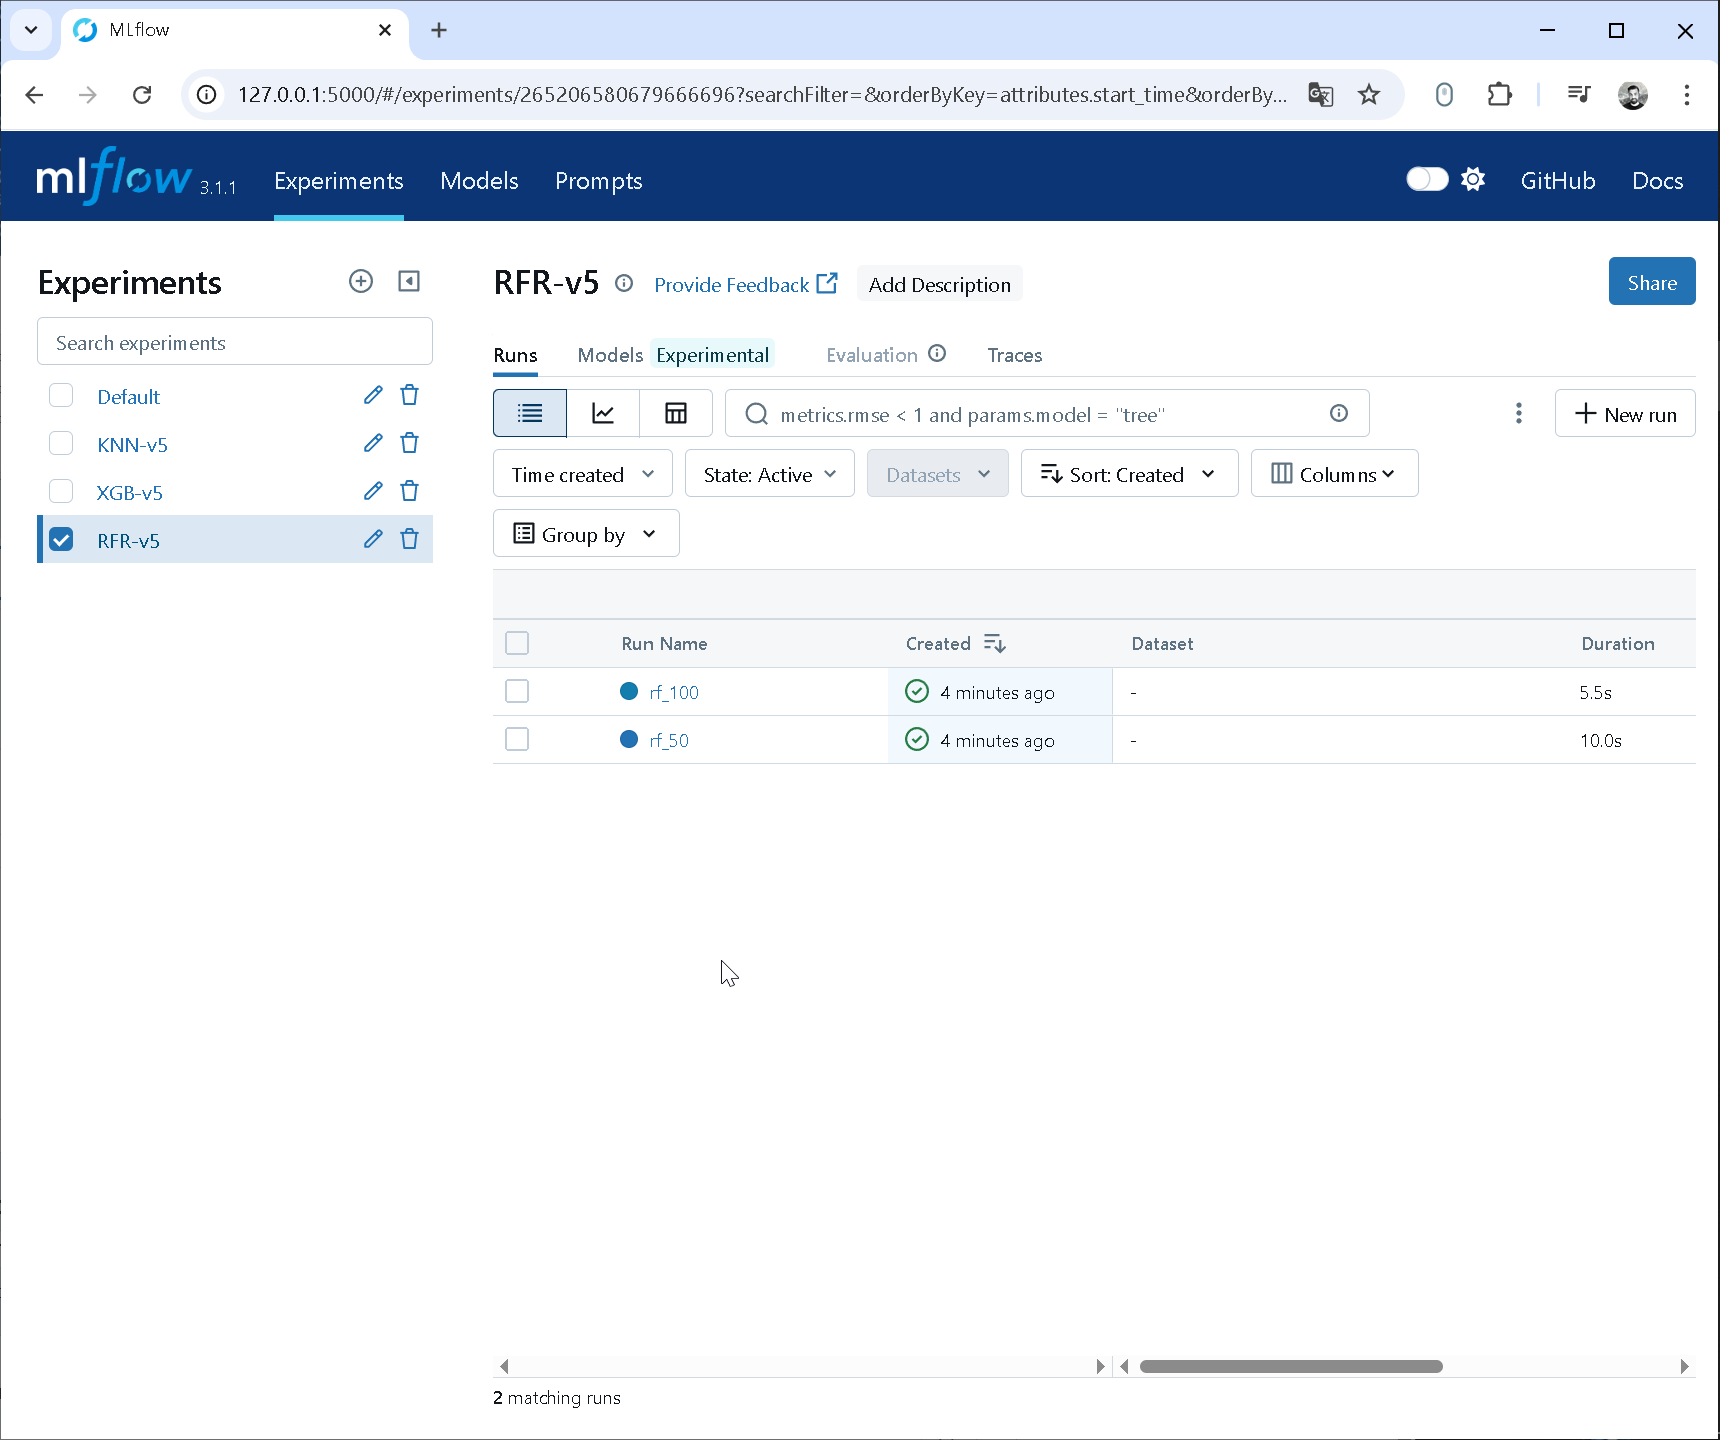 MLflow
127.0.0.1:5000/#/experiments/265206580679666696?searchFilter=&orderByKey=attributes.start_time&orderBy...
mlflow 3.1.1 Experiments Models Prompts GitHub Docs
Experiments
Search experiments
Default
KNN-v5
XGB-v5
RFR-v5
RFR-v5 Provide Feedback Add Description Share
Runs Models Experimental Evaluation Traces
metrics.rmse < 1 and params.model = "tree" New run
Time created State: Active Datasets Sort: Created Columns
Group by
Run Name Created Dataset Duration
rf_100 4 minutes ago - 5.5s
rf_50 4 minutes ago - 10.0s
2 matching runs